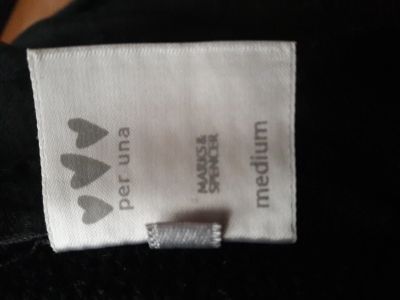 per una
MARKS &
SPENCER
medium